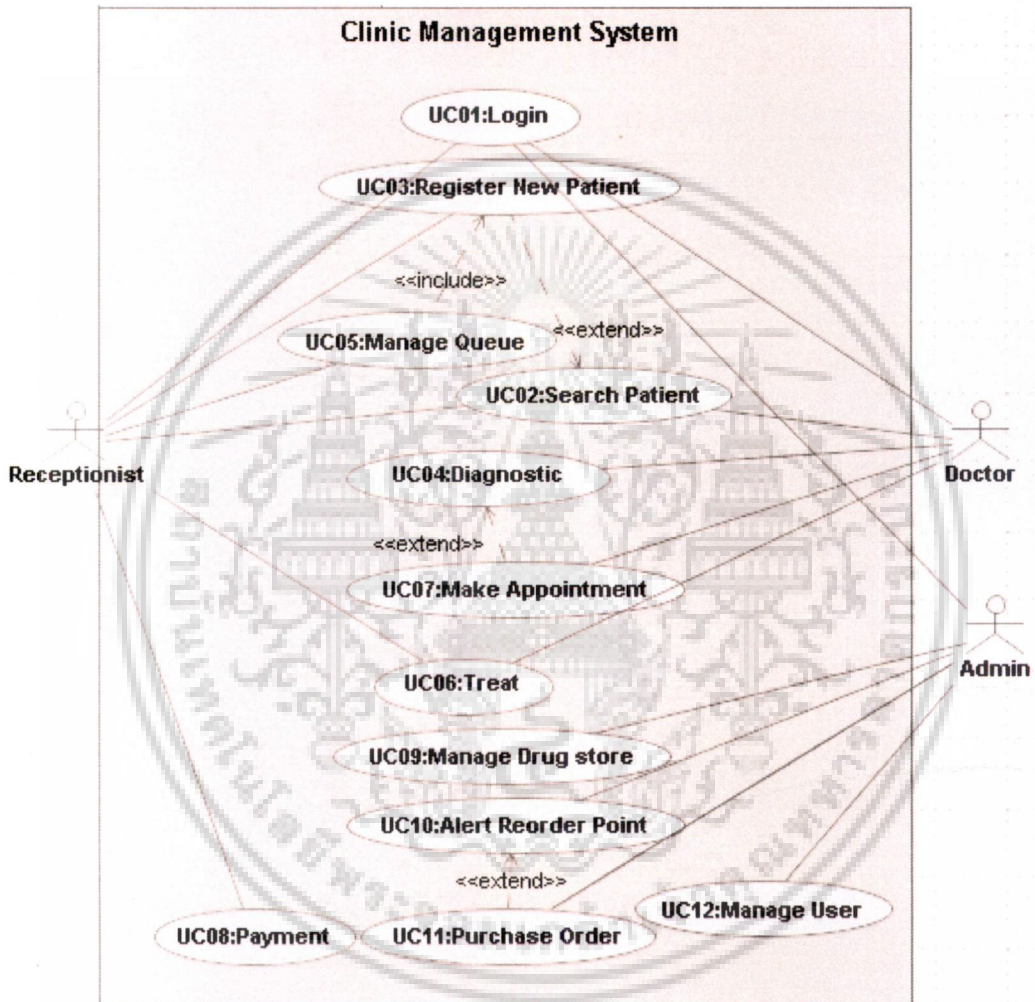 Clinic Management System
UC01:Login
UC03:Register New Patient
<<include>>
<<extend>>
UC05:Manage Queue
UC02:Search Patient
Receptionist
UC04:Diagnostic
Doctor
<<extend>>
UC07:Make Appointment
UC06:Treat
Admin
UC09:Manage Drug store
UC10:Alert Reorder Point
<<extend>>
UC12:Manage User
UC08:Payment
UC11:Purchase Order